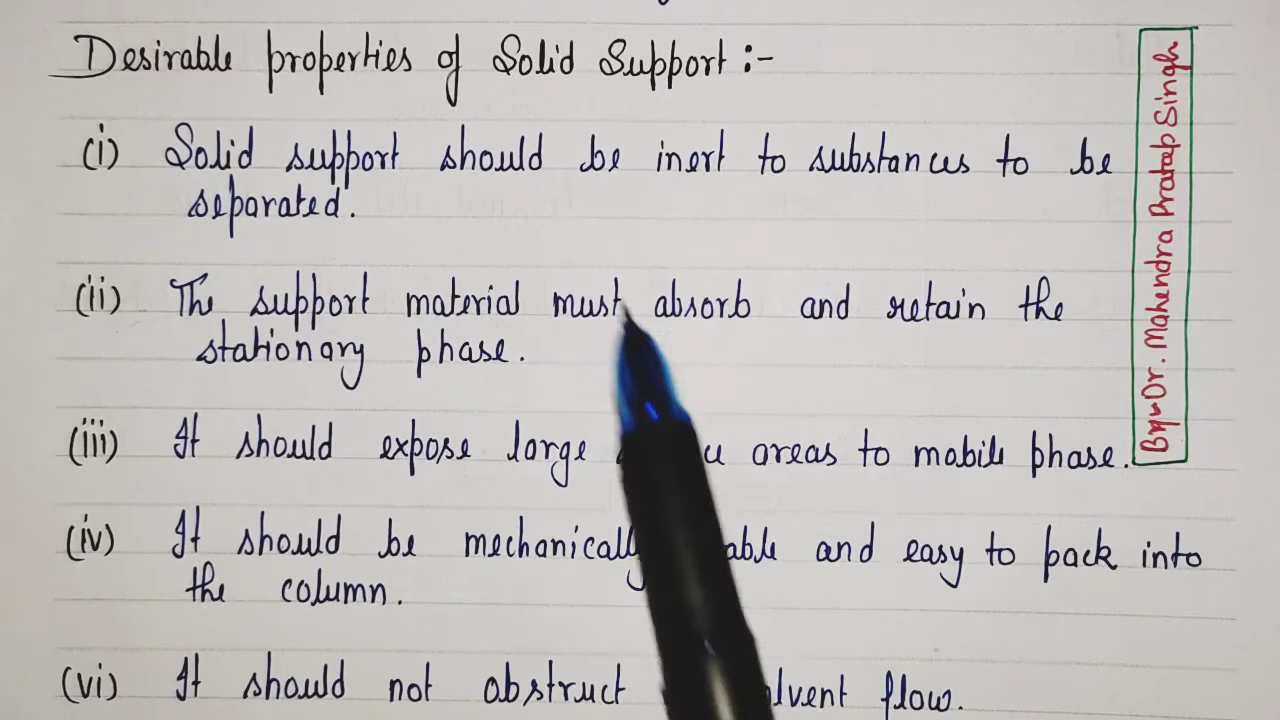 Desirable properties of Solid Support :-
(i) Solid support should be inert to substances to be
separated.
(ii) The support material must absorb and retain the
stationary phase.
(iii) It should expose large areas to mobile phase.
(iv) It should be mechanically and easy to pack into
the column.
(vi) It should not abstruct flow.
By~Dr. Mahendra Pratap Singh